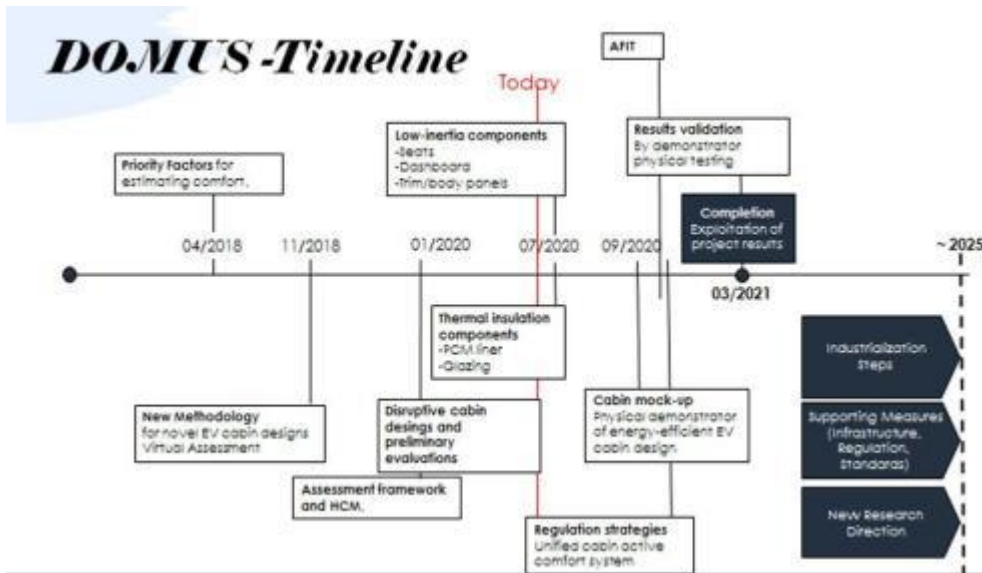 DOMUS -Timeline
AFIT
Today
Low-inertia components
-Seats
-Dashboard
-Trim/body panels
Results validation
By demonstrator
physical testing
Priority Factors for
estimating comfort.
Completion
Exploitation of
project results
04/2018
11/2018
01/2020
07/2020
09/2020
~2025
03/2021
Thermal insulation
components
-PCM liner
-Glazing
Industrialization
Steps
New Methodology
for novel EV cabin designs
Virtual Assessment
Disruptive cabin
desings and
preliminary
evaluations
Cabin mock-up
Physical demonstrator
of energy-efficient EV
cabin design
Supporting Measures
(Infrastructure,
Regulation,
Standards)
Assessment framework
and HCM.
Regulation strategies
Unified cabin active
comfort system
New Research
Direction